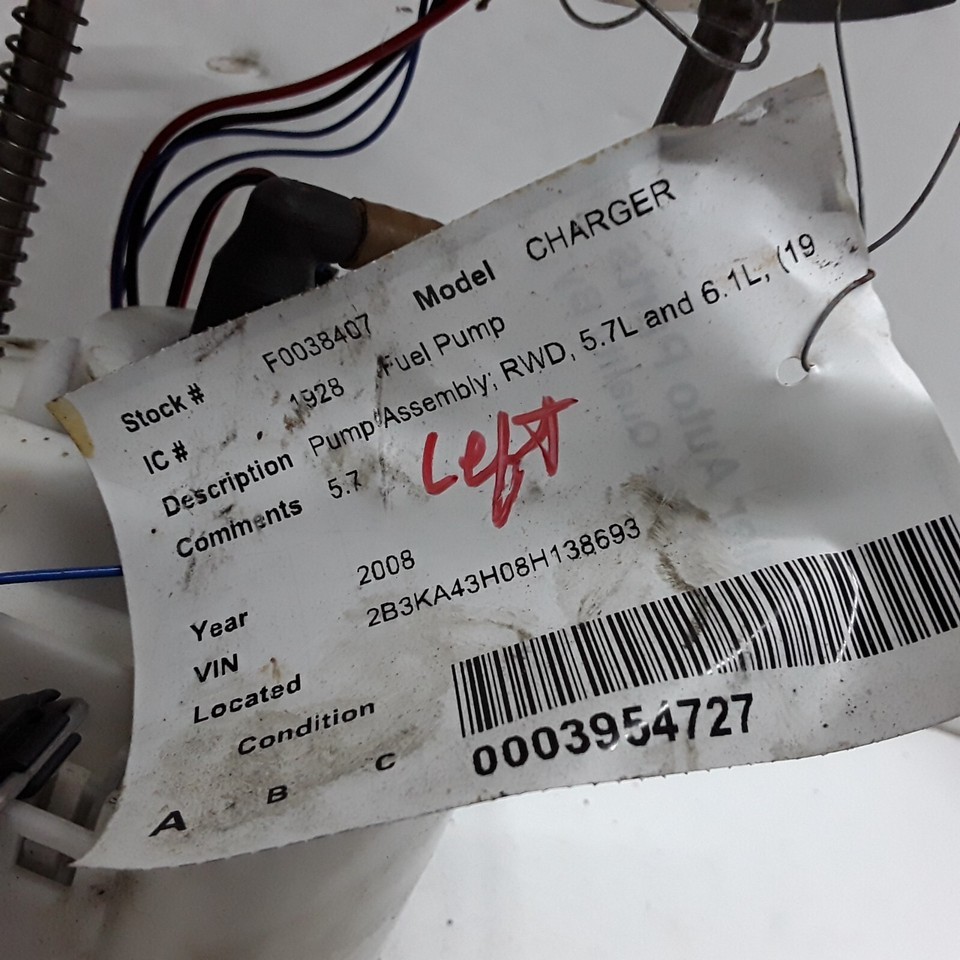 Stock # F0038407 Model CHARGER
IC # 1928 Fuel Pump
Description Pump Assembly; RWD, 5.7L and 6.1L, (19
Comments 5.7
Left
Year 2008
VIN 2B3KA43H08H138693
Located
Condition
A B C
0003954727